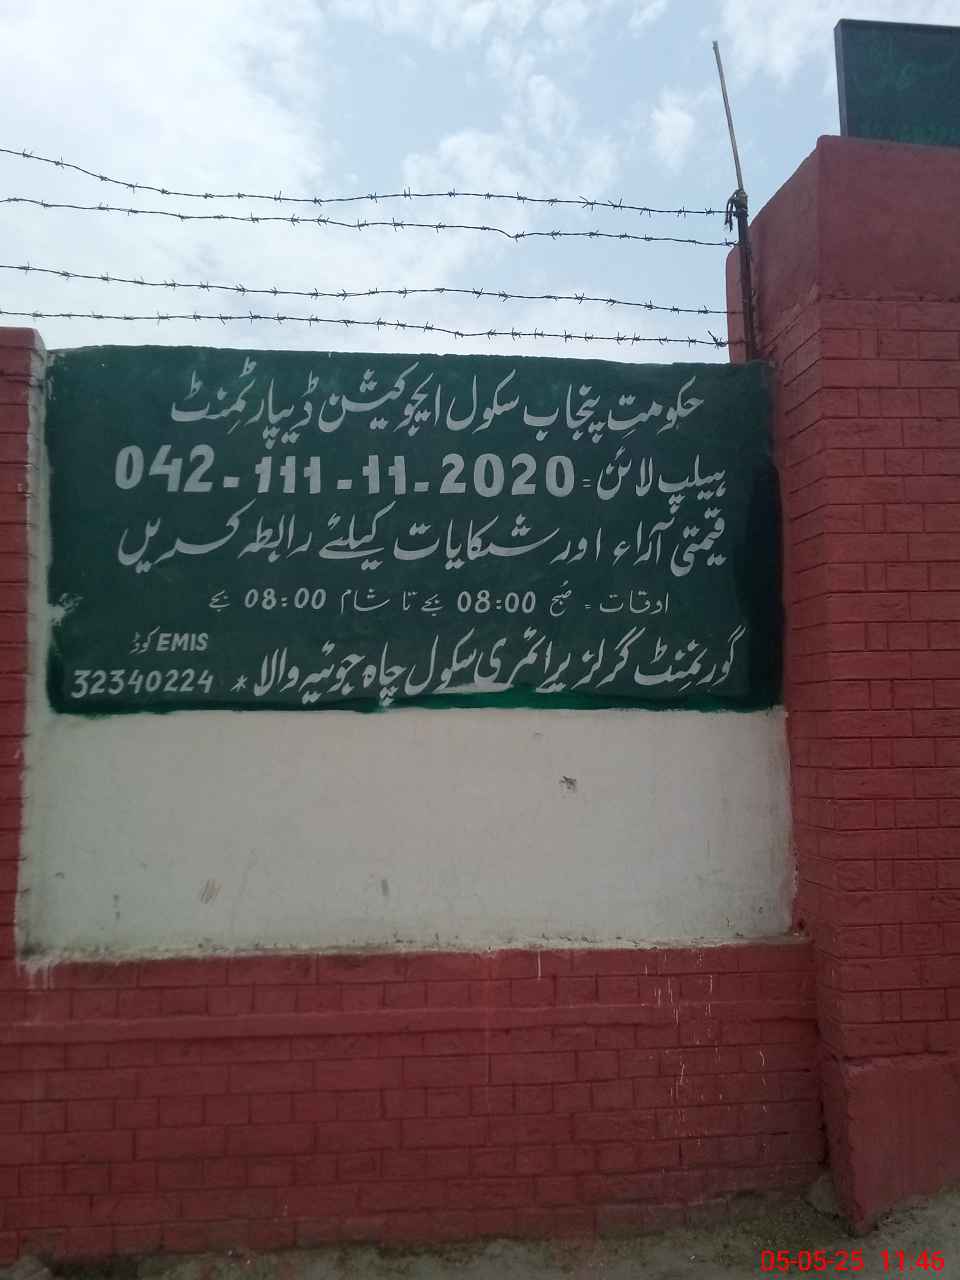 حکومتِ پنجاب سکول ایجوکیشن ڈیپارٹمنٹ
ہیلپ لائن = 042-111-11-2020
قیمتی آراء اور شکایات کیلئے رابطہ کریں
اوقات = صُبح 08:00 بجے تا شام 08:00 بجے
گورنمنٹ گرلز پرائمری سکول چاہ جوئیہ والا *
EMIS کوڈ
32340224
05-05-25 11:46